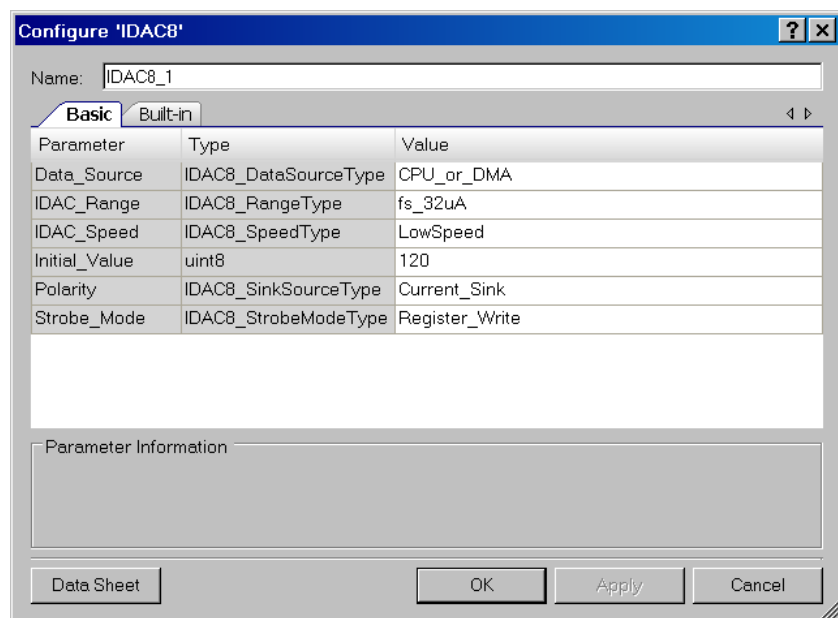 Configure 'IDAC8'
Name: IDAC8_1
Basic Built-in
Parameter Type Value
Data_Source IDAC8_DataSourceType CPU_or_DMA
IDAC_Range IDAC8_RangeType fs_32uA
IDAC_Speed IDAC8_SpeedType LowSpeed
Initial_Value uint8 120
Polarity IDAC8_SinkSourceType Current_Sink
Strobe_Mode IDAC8_StrobeModeType Register_Write
Parameter Information
Data Sheet OK Apply Cancel